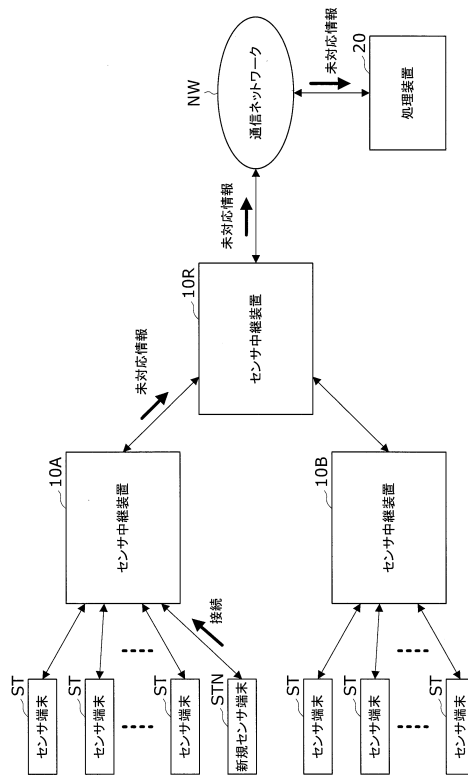 ST
センサ端末
ST
センサ端末
ST
センサ端末
STN
新規センサ端末
接続
10A
センサ中継装置
未対応情報
ST
センサ端末
ST
センサ端末
ST
センサ端末
10B
センサ中継装置
10R
センサ中継装置
未対応情報
NW
通信ネットワーク
未対応情報
20
処理装置